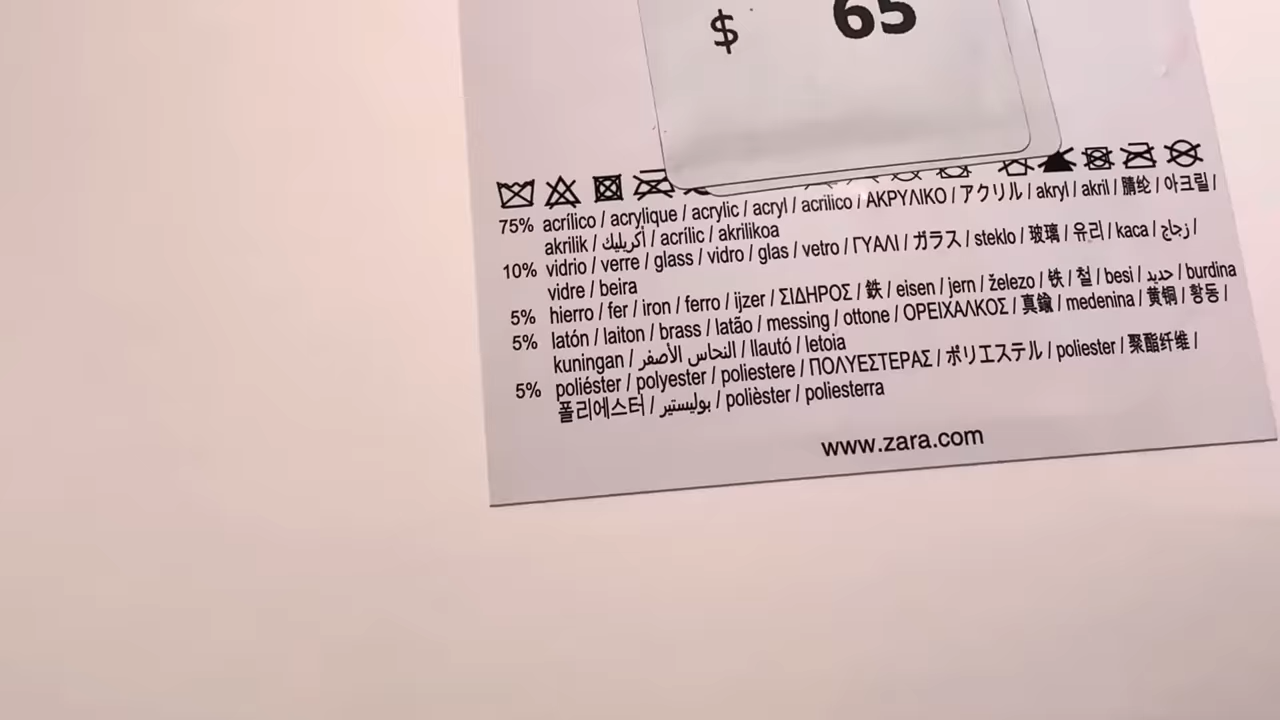 $ 65
75% acrílico / acrylique / acrylic / acryl / acrilico / ΑΚΡΥΛΙΚΟ / アクリル / akryl / akril / 腈纶 / 아크릴 /
akrilik / أكريليك / acrílic / akrilikoa
10% vidrio / verre / glass / vidro / glas / vetro / ΓΥΑΛΙ / ガラス / steklo / 玻璃 / 유리 / kaca / زجاج /
vidre / beira
5% hierro / fer / iron / ferro / ijzer / ΣΙΔΗΡΟΣ / 鉄 / eisen / jern / železo / 铁 / 철 / besi / حديد / burdina
5% latón / laiton / brass / latão / messing / ottone / ΟΡΕΙΧΑΛΚΟΣ / 真鍮 / medenina / 黄铜 / 황동 /
kuningan / النحاس الأصفر / llautó / letoia
5% poliéster / polyester / poliestere / ΠΟΛΥΕΣΤΕΡΑΣ / ポリエステル / poliester / 聚酯纤维 /
폴리에스터 / بوليستير / polièster / poliesterra
www.zara.com